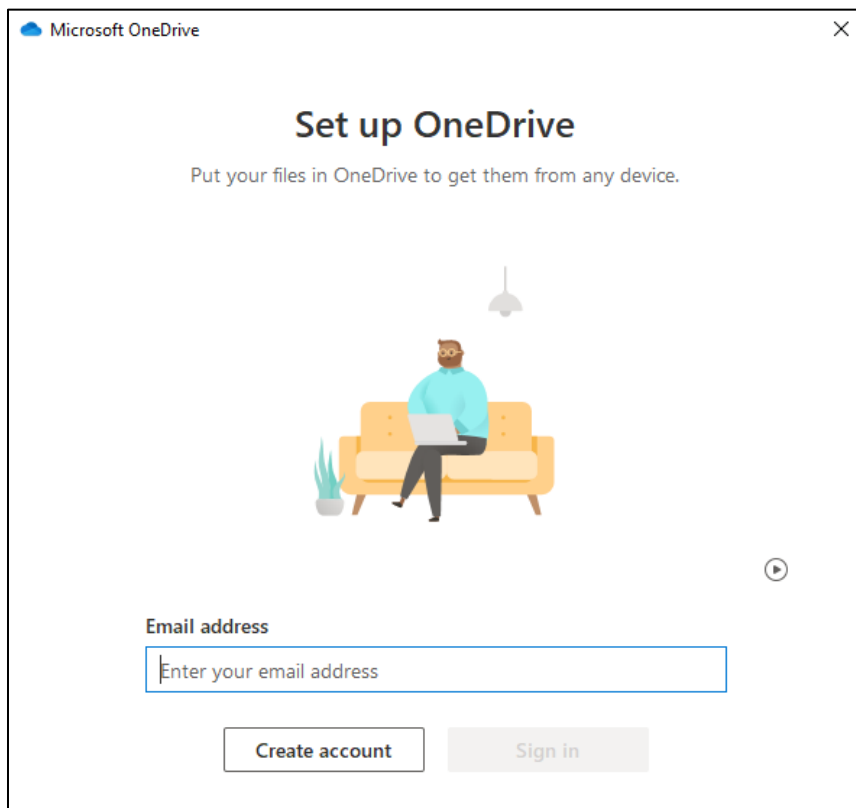 Microsoft OneDrive
Set up OneDrive
Put your files in OneDrive to get them from any device.
Email address
Enter your email address
Create account
Sign in